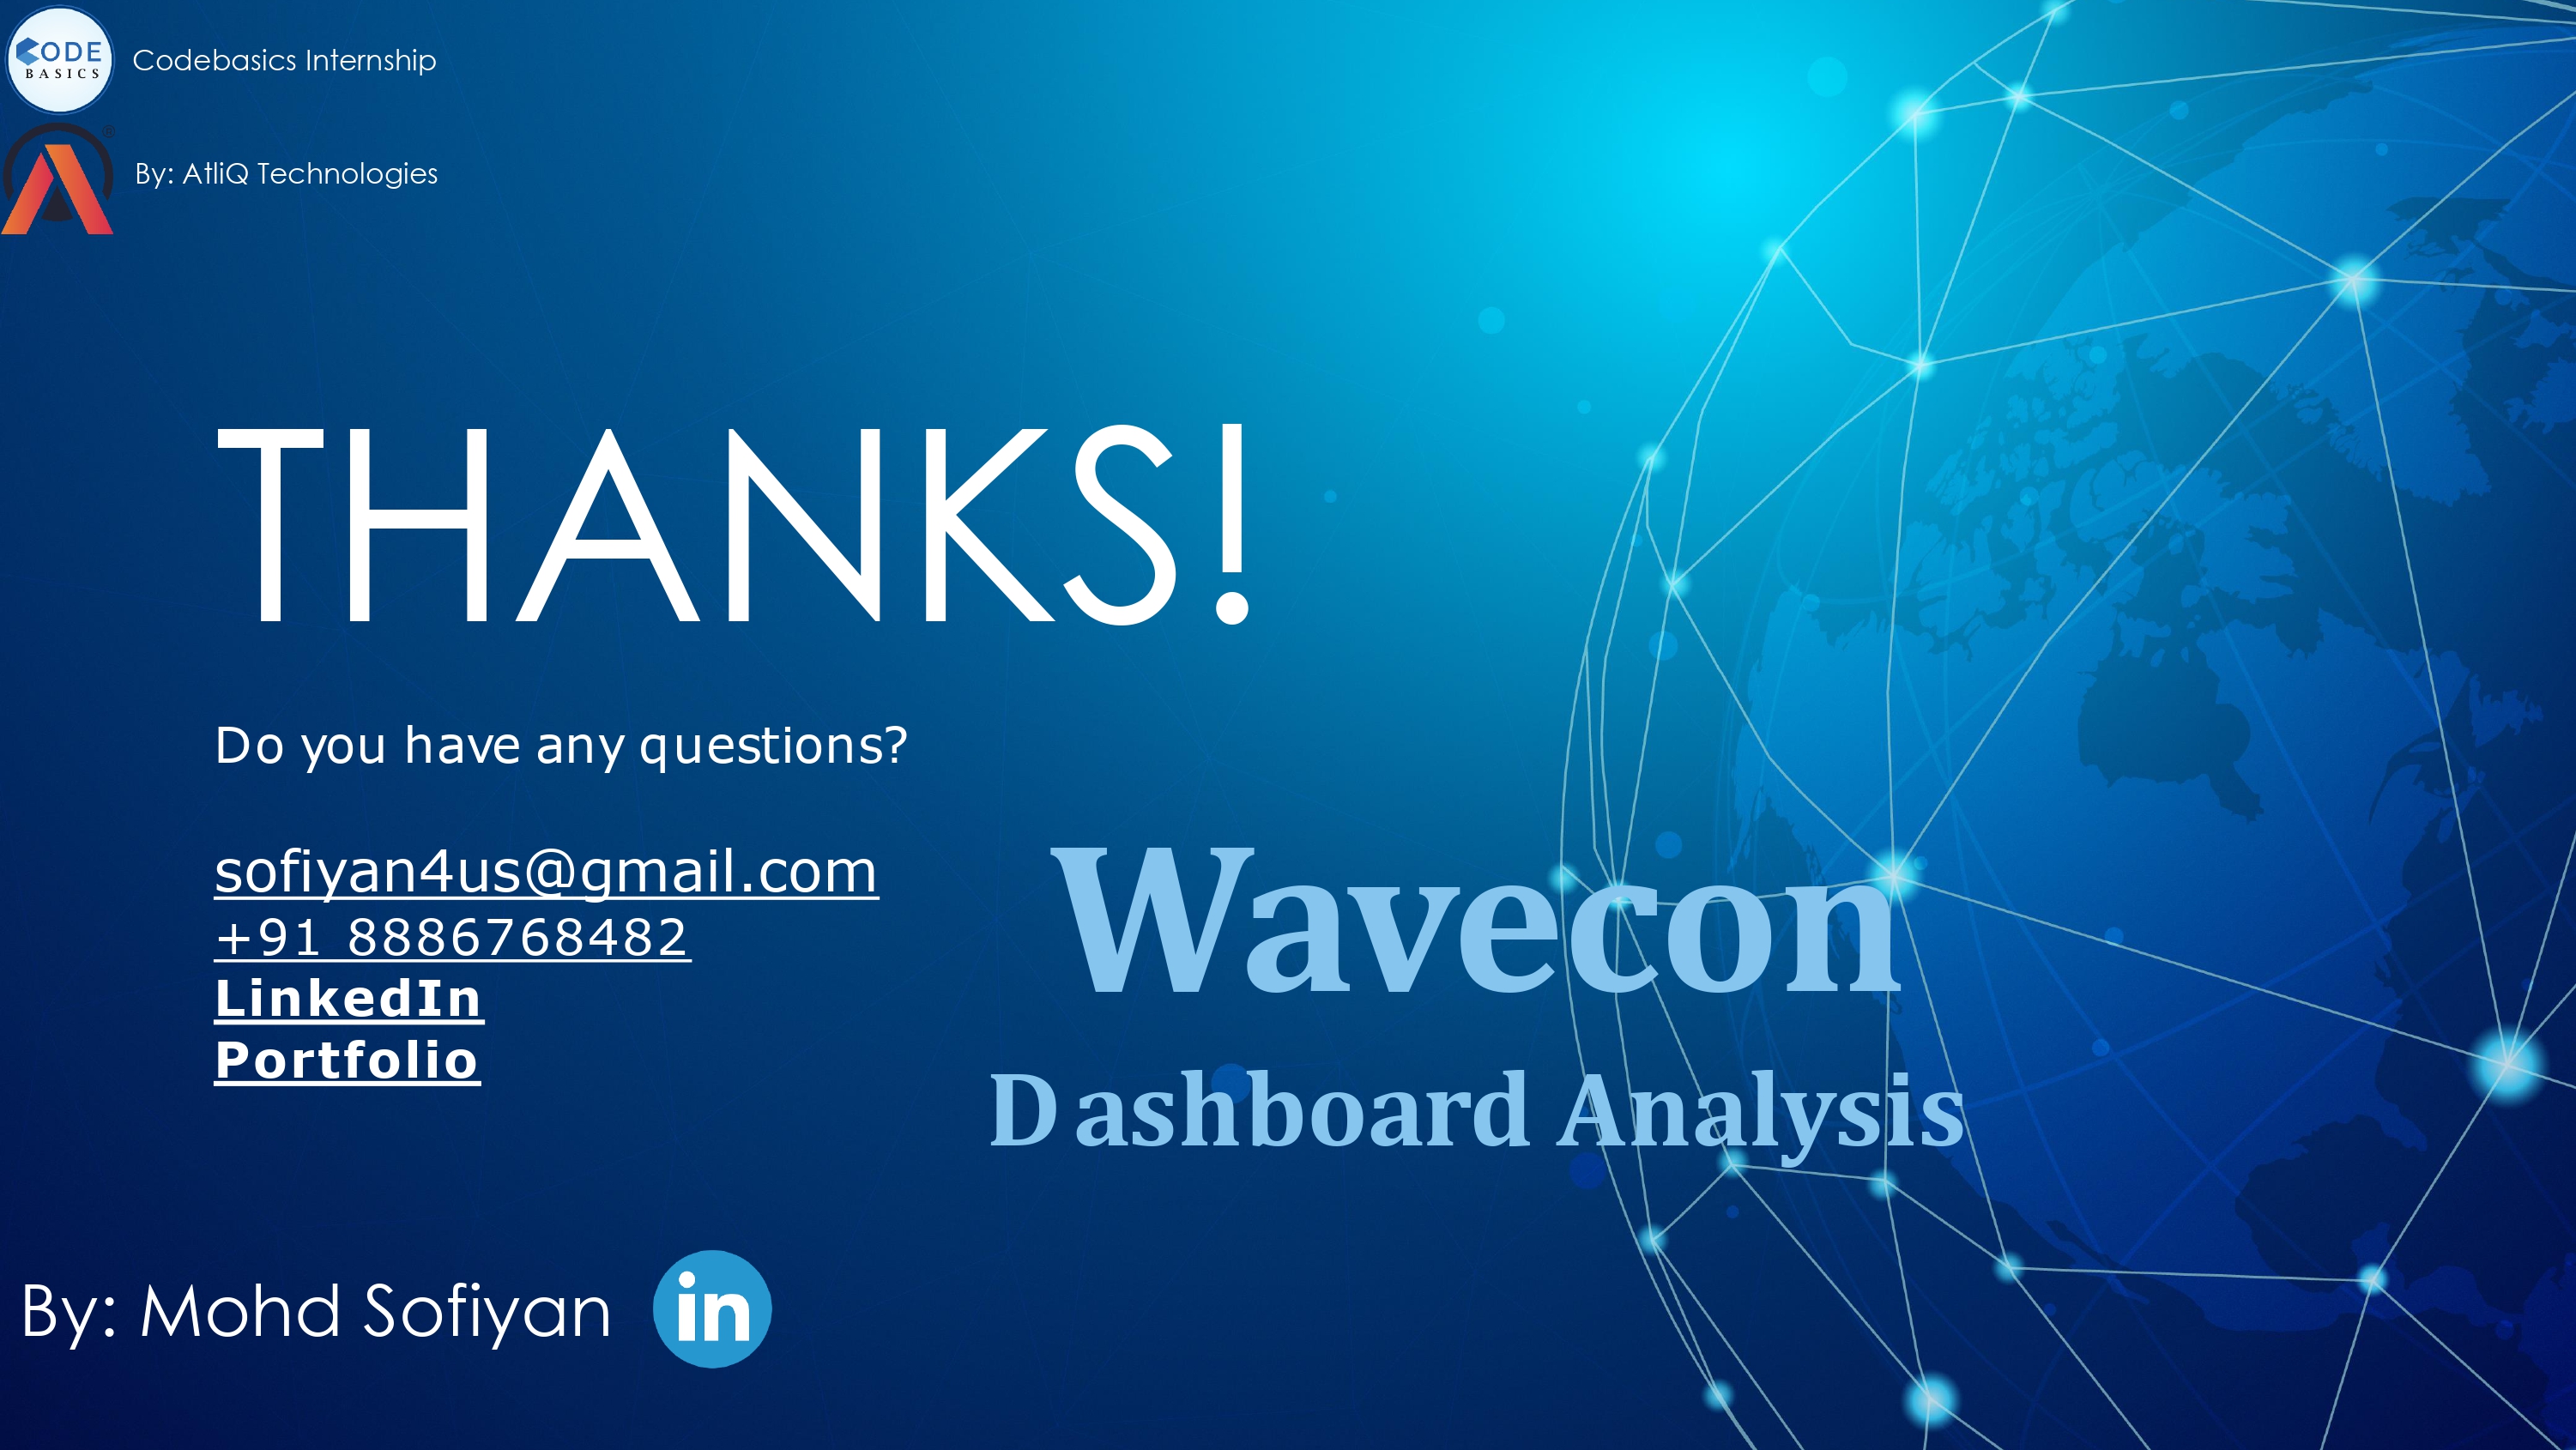 CODE
BASICS
Codebasics Internship
®
By: AtliQ Technologies
THANKS!
Do you have any questions?
sofiyan4us@gmail.com
+91 8886768482
LinkedIn
Portfolio
Wavecon
Dashboard Analysis
By: Mohd Sofiyan
in